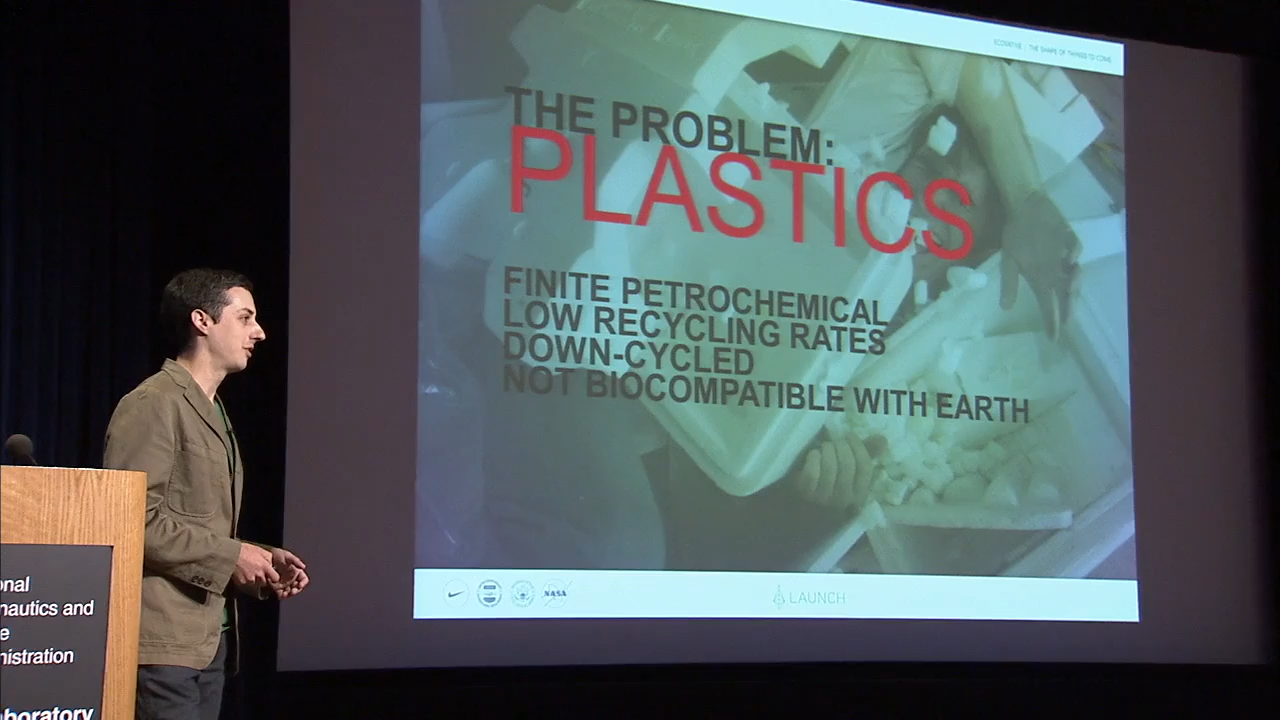 ECOVATIVE | THE SHAPE OF THINGS TO COME
THE PROBLEM:
PLASTICS
FINITE PETROCHEMICAL
LOW RECYCLING RATES
DOWN-CYCLED
NOT BIOCOMPATIBLE WITH EARTH
NASA
LAUNCH
onal
nautics and
e
nistration
boratory